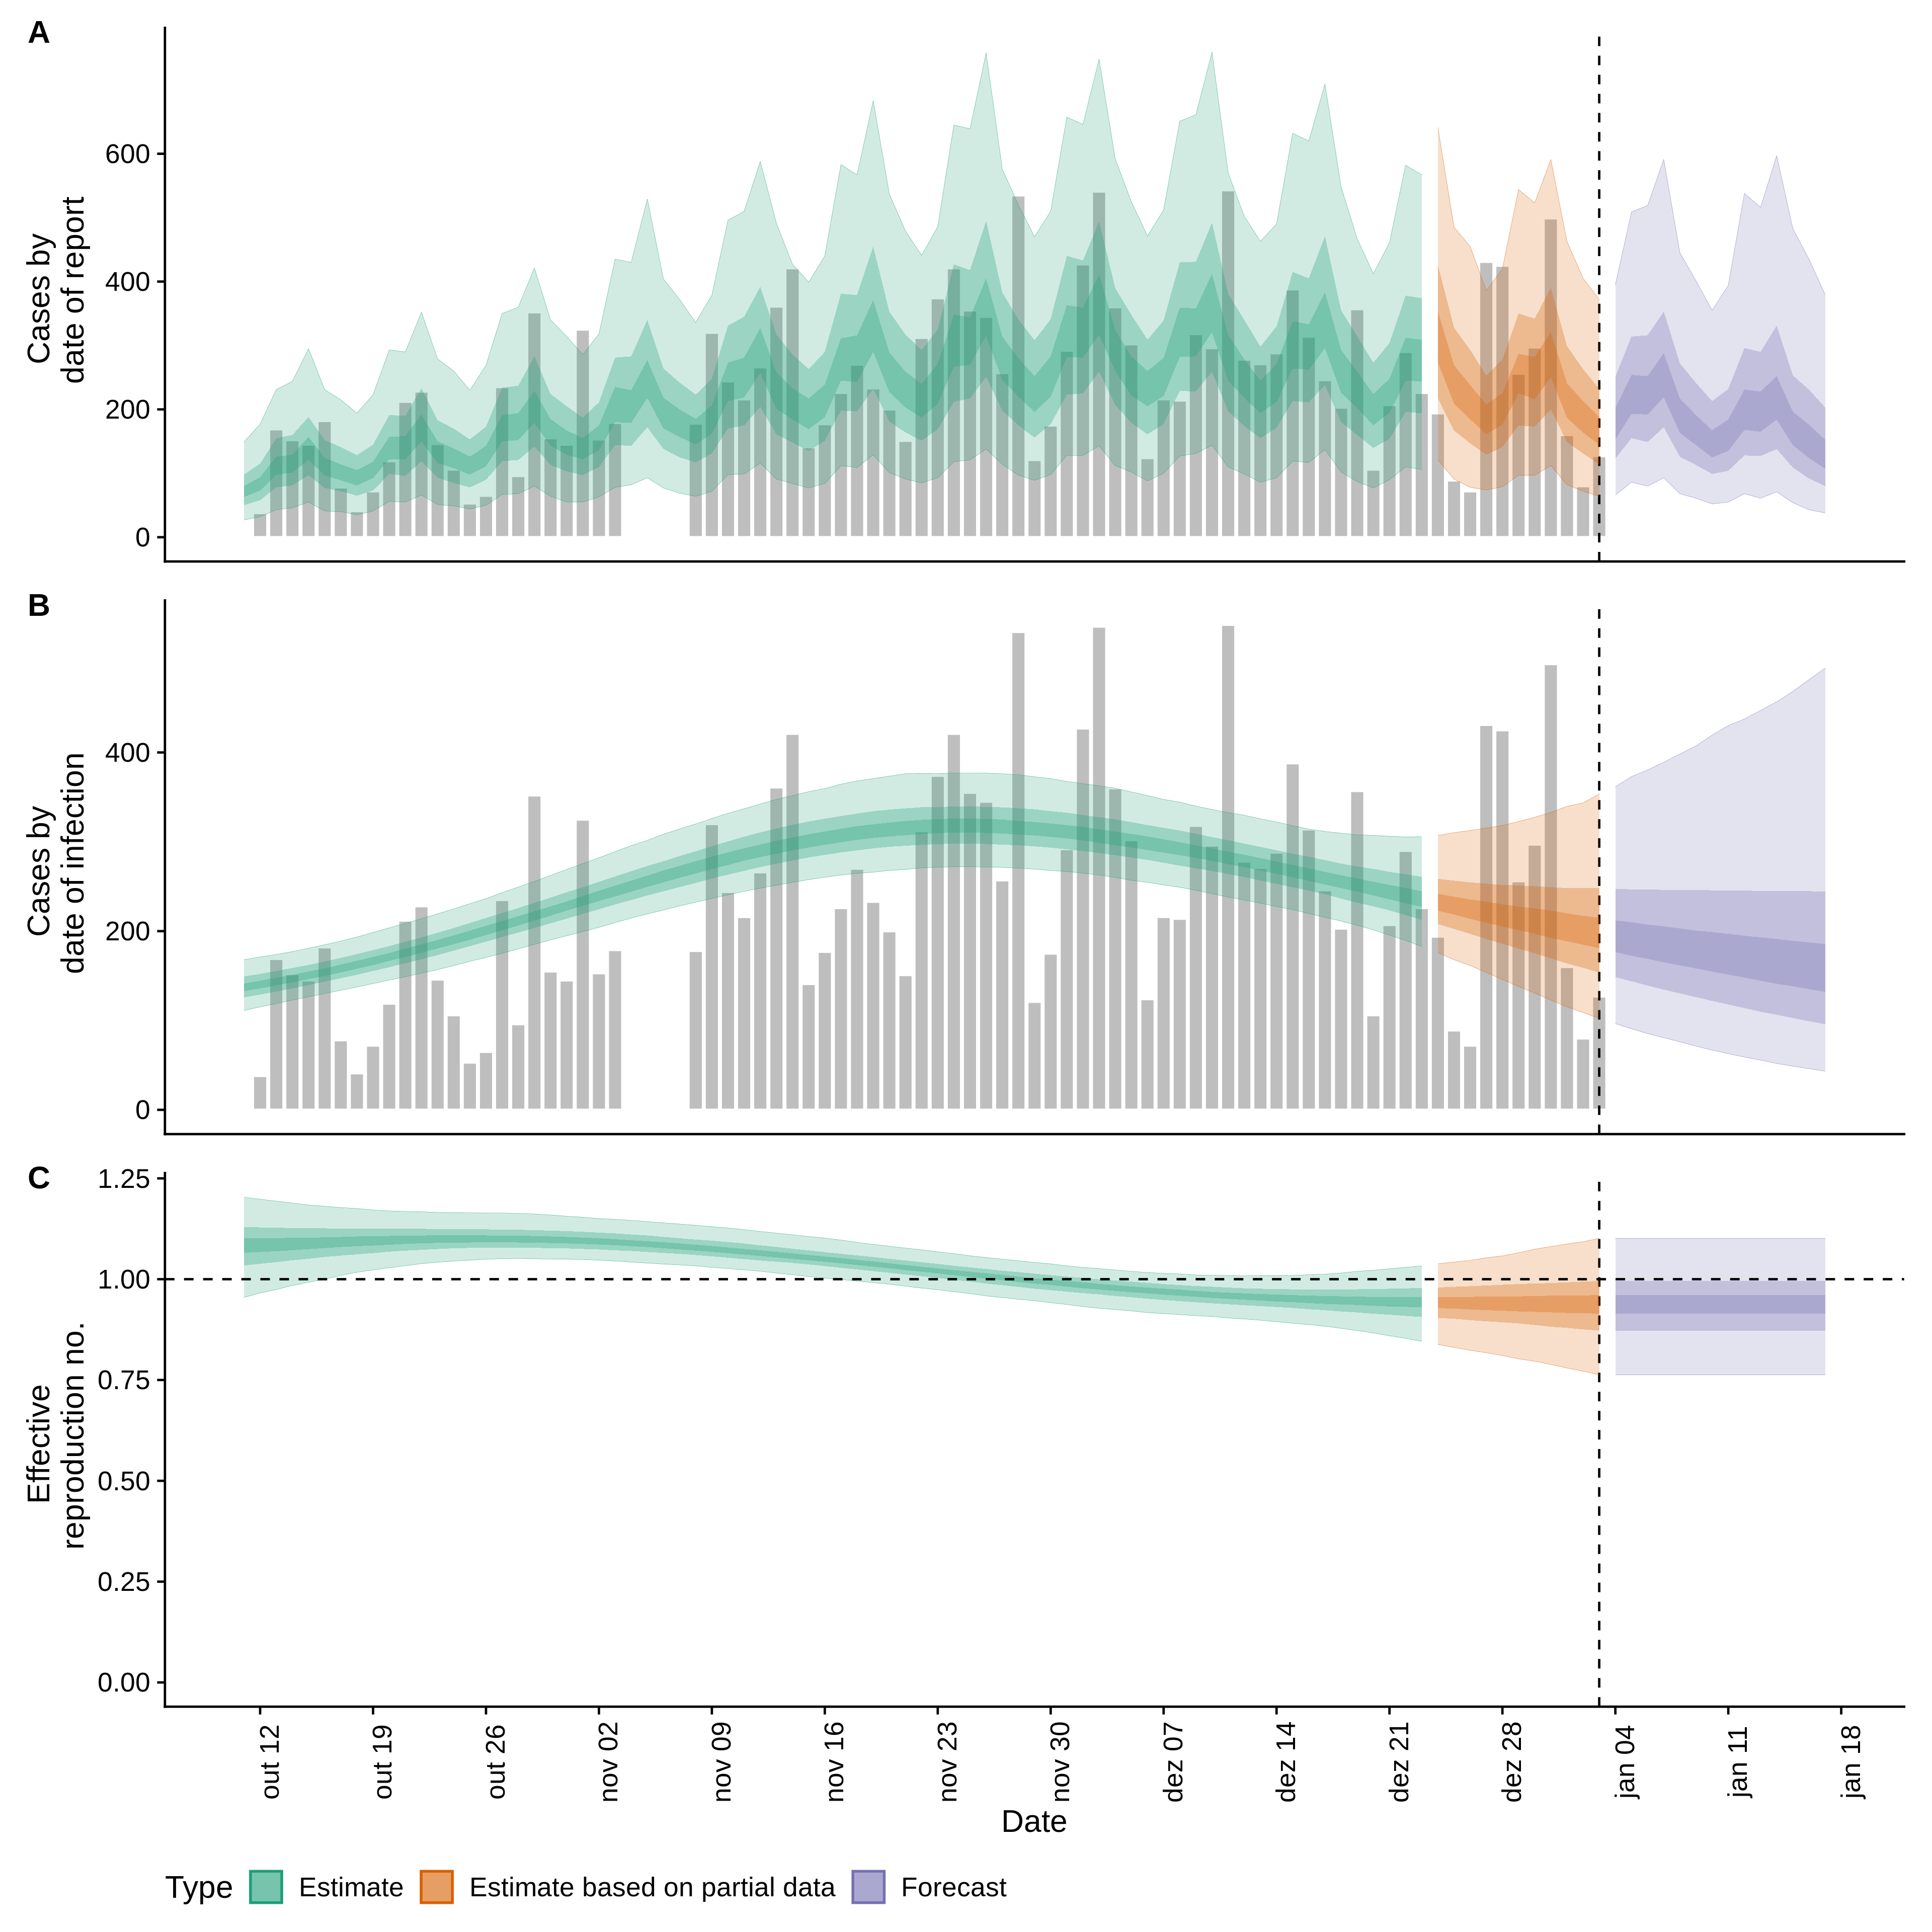 A
600
400
200
0
Cases by
date of report
B
400
200
0
Cases by
date of infection
C
1.25
1.00
0.75
0.50
0.25
0.00
Effective
reproduction no.
out 12
out 19
out 26
nov 02
nov 09
nov 16
nov 23
nov 30
dez 07
dez 14
dez 21
dez 28
jan 04
jan 11
jan 18
Date
Type Estimate Estimate based on partial data Forecast